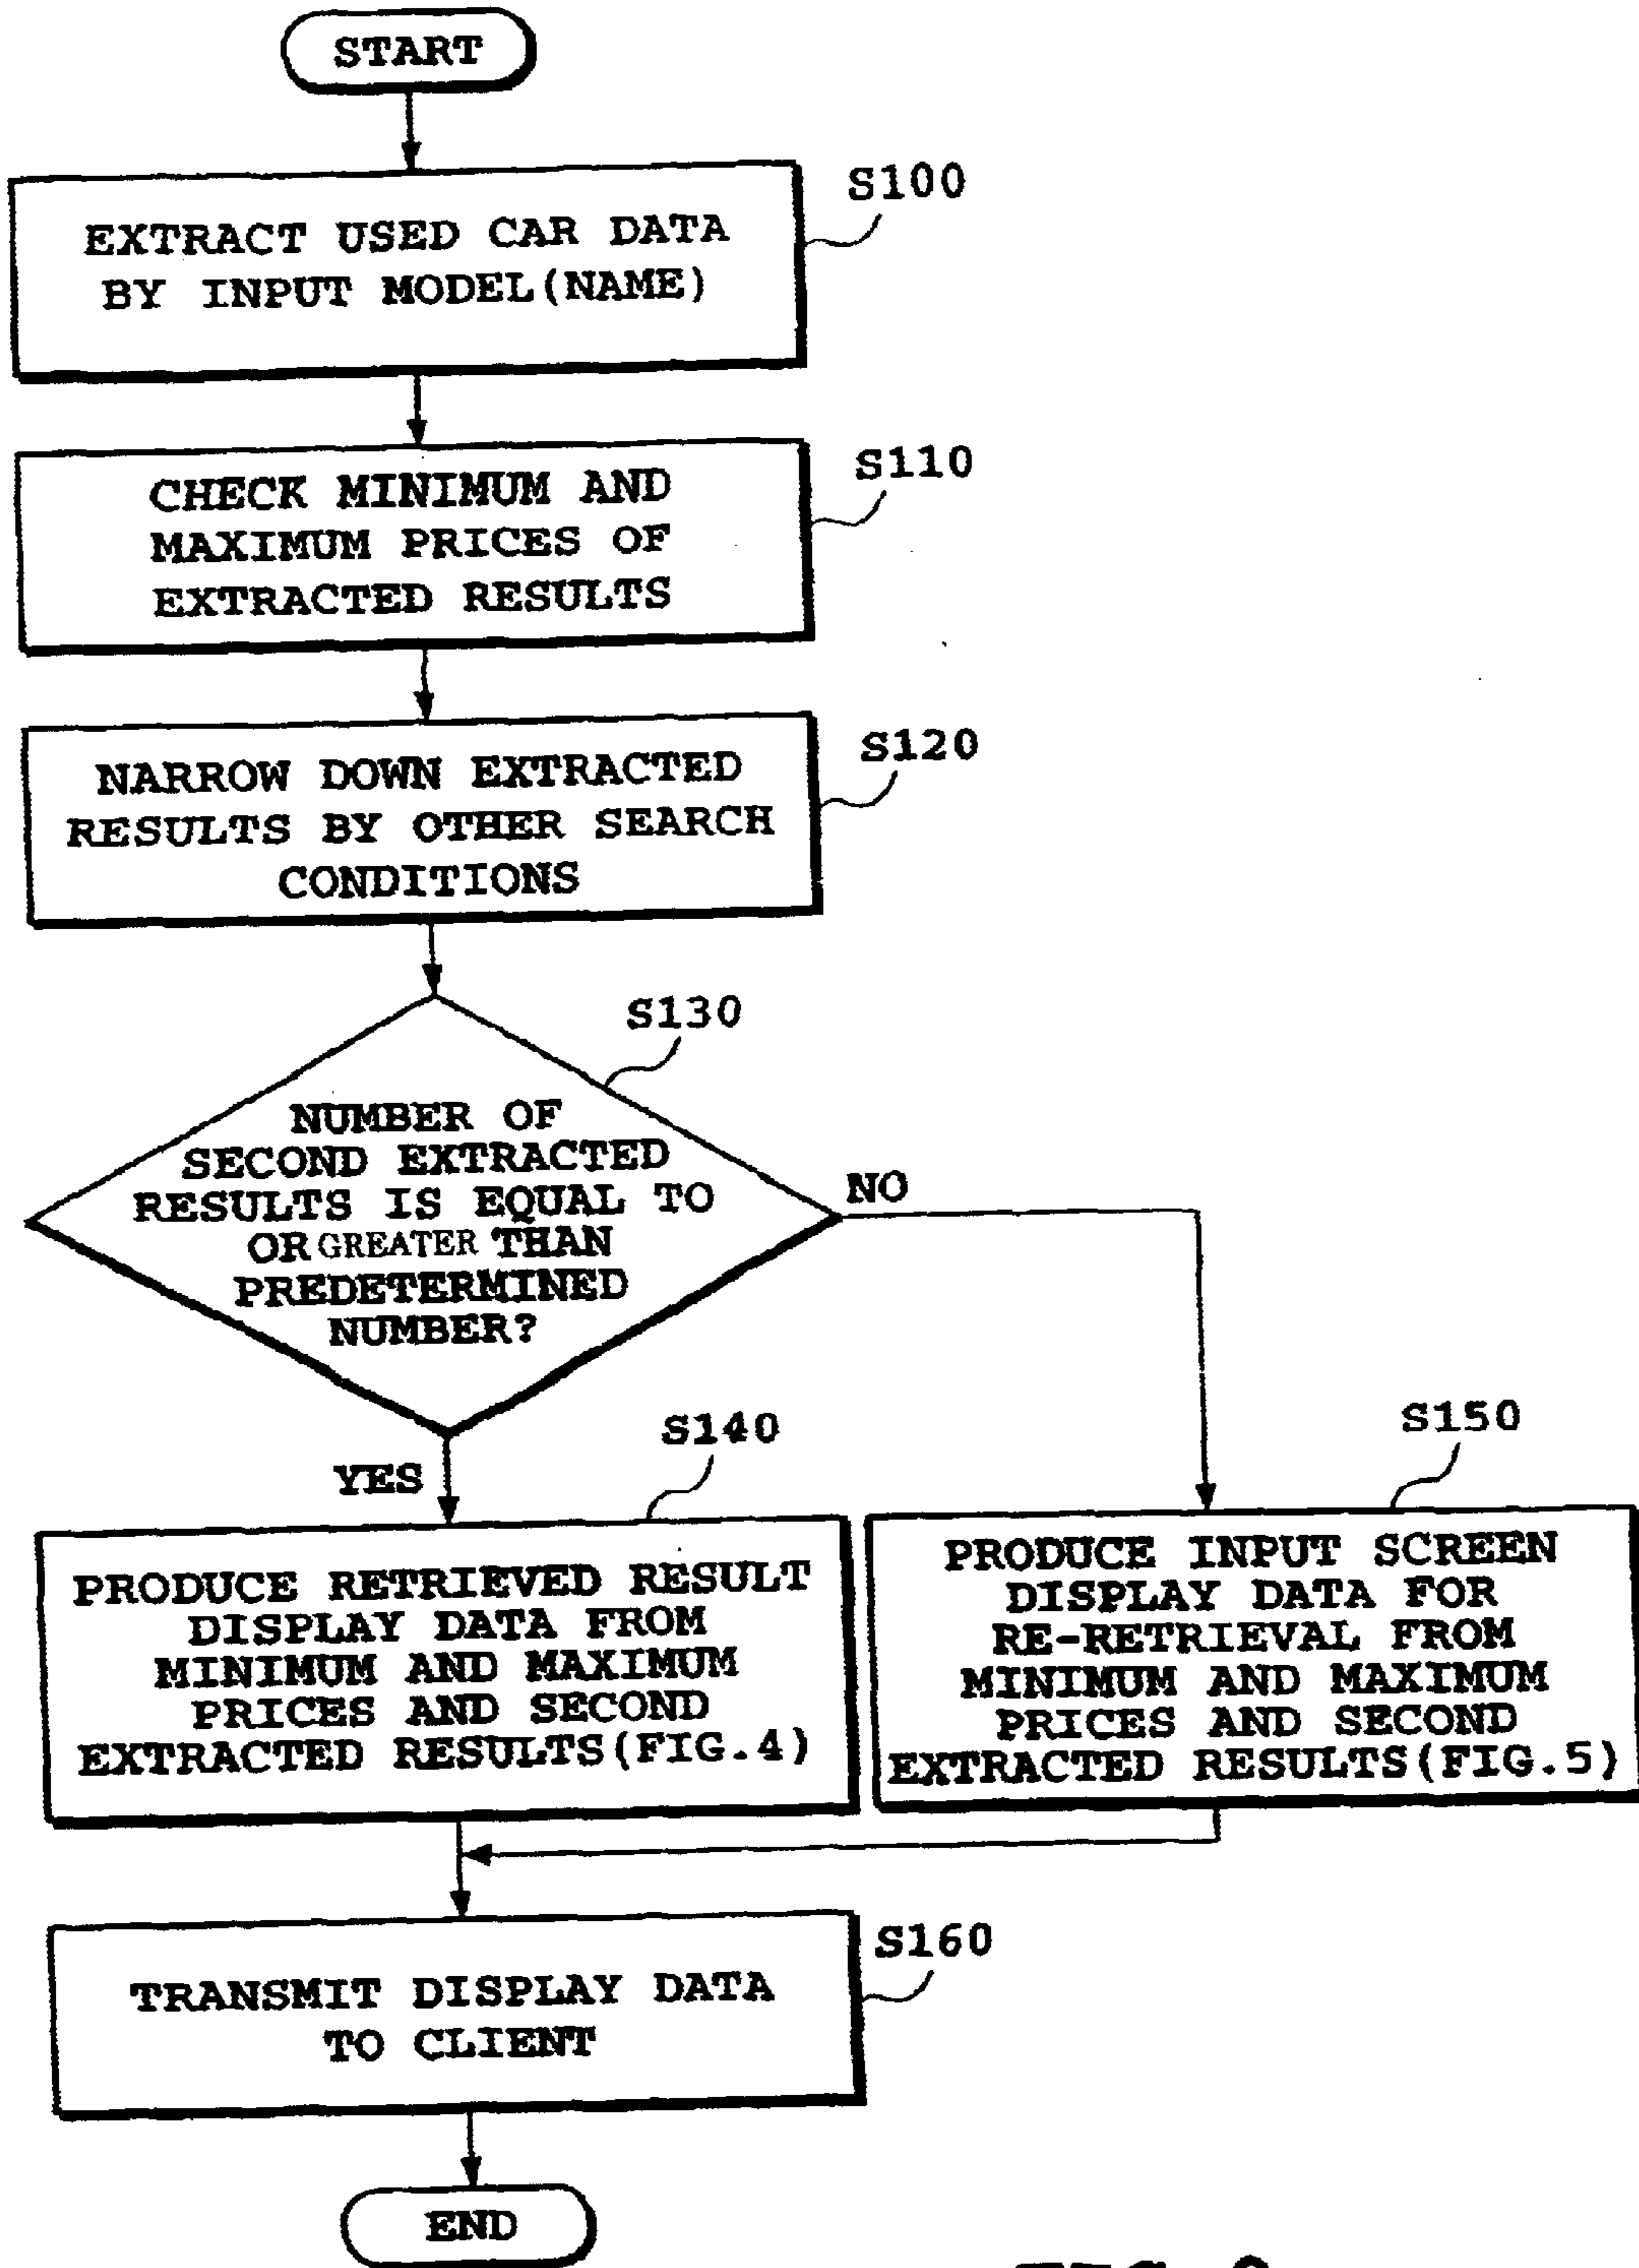 START
S100
EXTRACT USED CAR DATA
BY INPUT MODEL(NAME)
S110
CHECK MINIMUM AND
MAXIMUM PRICES OF
EXTRACTED RESULTS
S120
NARROW DOWN EXTRACTED
RESULTS BY OTHER SEARCH
CONDITIONS
S130
NUMBER OF
SECOND EXTRACTED
RESULTS IS EQUAL TO
OR GREATER THAN
PREDETERMINED
NUMBER?
NO
YES
S140
PRODUCE RETRIEVED RESULT
DISPLAY DATA FROM
MINIMUM AND MAXIMUM
PRICES AND SECOND
EXTRACTED RESULTS(FIG.4)
S150
PRODUCE INPUT SCREEN
DISPLAY DATA FOR
RE-RETRIEVAL FROM
MINIMUM AND MAXIMUM
PRICES AND SECOND
EXTRACTED RESULTS(FIG.5)
S160
TRANSMIT DISPLAY DATA
TO CLIENT
END